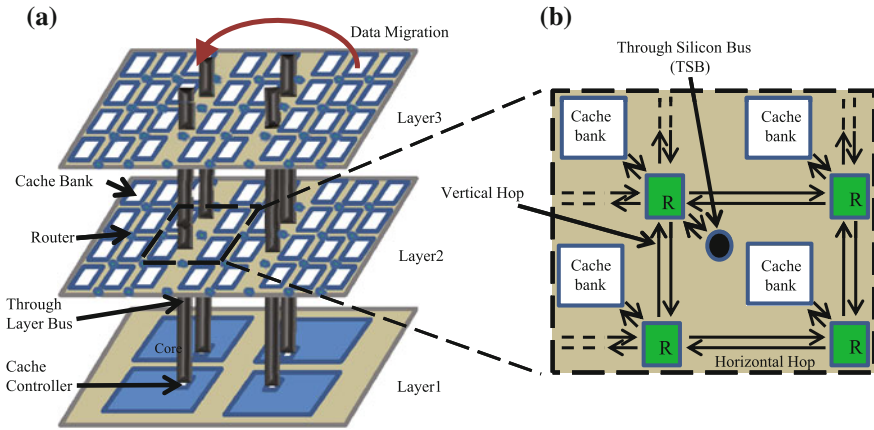 (a)
Data Migration
Layer3
Cache Bank
Router
Layer2
Through
Layer Bus
Core
Cache
Controller
Layer1
(b)
Through Silicon Bus
(TSB)
Cache
bank
Cache
bank
Vertical Hop
R
R
Cache
bank
Cache
bank
R
R
Horizontal Hop